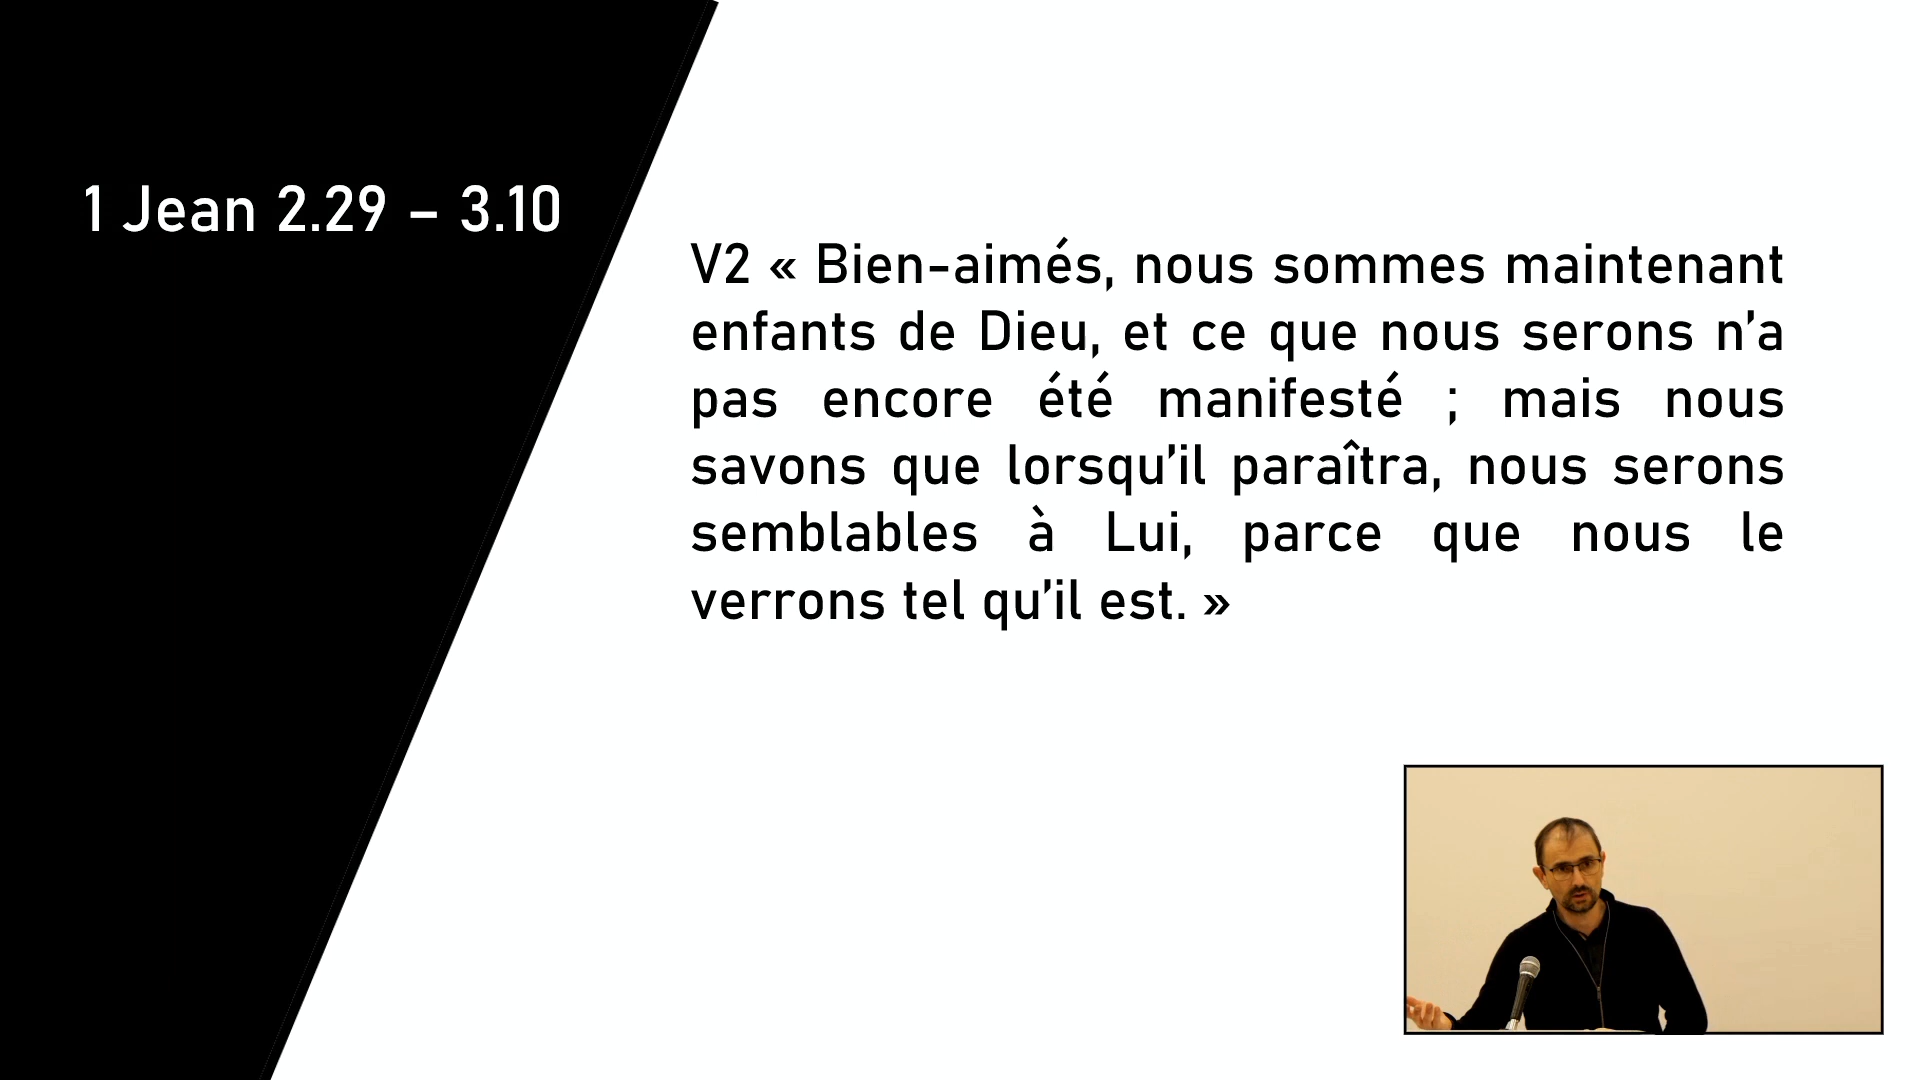 1 Jean 2.29 – 3.10
V2 « Bien-aimés, nous sommes maintenant
enfants de Dieu, et ce que nous serons n’a
pas encore été manifesté ; mais nous
savons que lorsqu’il paraîtra, nous serons
semblables à Lui, parce que nous le
verrons tel qu’il est. »